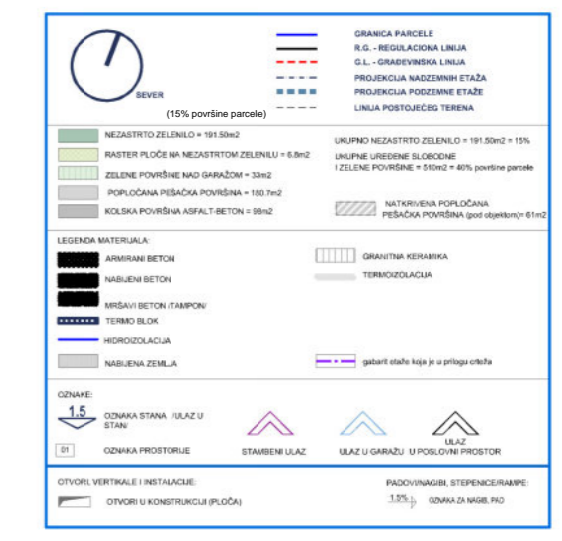 GRANICA PARCELE
R.G. - REGULACIONA LINIJA
G.L. - GRAĐEVINSKA LINIJA
PROJEKCIJA NADZEMNIH ETAŽA
PROJEKCIJA PODZEMNE ETAŽE
LINIJA POSTOJEĆEG TERENA
SEVER
(15% površine parcele)
NEZASTRTO ZELENILO = 191.50m2
RASTER PLOČE NA NEZASTRTOM ZELENILU = 6.8m2
ZELENE POVRŠINE NAD GARAŽOM = 33m2
POPLOČANA PEŠAČKA POVRŠINA = 180.7m2
KOLSKA POVRŠINA ASFALT-BETON = 98m2
UKUPNO NEZASTRTO ZELENILO = 191.50m2 = 15%
UKUPNE UREĐENE SLOBODNE
I ZELENE POVRŠINE = 510m2 = 40% površine parcele
NATKRIVENA POPLOČANA
PEŠAČKA POVRŠINA (pod objektom)= 61m2
LEGENDA MATERIJALA:
ARMIRANI BETON
NABIJENI BETON
MRŠAVI BETON /TAMPON/
TERMO BLOK
HIDROIZOLACIJA
NABIJENA ZEMLJA
GRANITNA KERAMIKA
TERMOIZOLACIJA
gabarit etaže koja je u prilogu crteža
OZNAKE:
1.5
OZNAKA STANA /ULAZ U
STAN/
01
OZNAKA PROSTORIJE
STAMBENI ULAZ
ULAZ U GARAŽU
ULAZ
U POSLOVNI PROSTOR
OTVORI, VERTIKALE I INSTALACIJE:
OTVORI U KONSTRUKCIJI (PLOČA)
PADOVI/NAGIBI, STEPENICE/RAMPE:
1.5%
OZNAKA ZA NAGIB, PAD